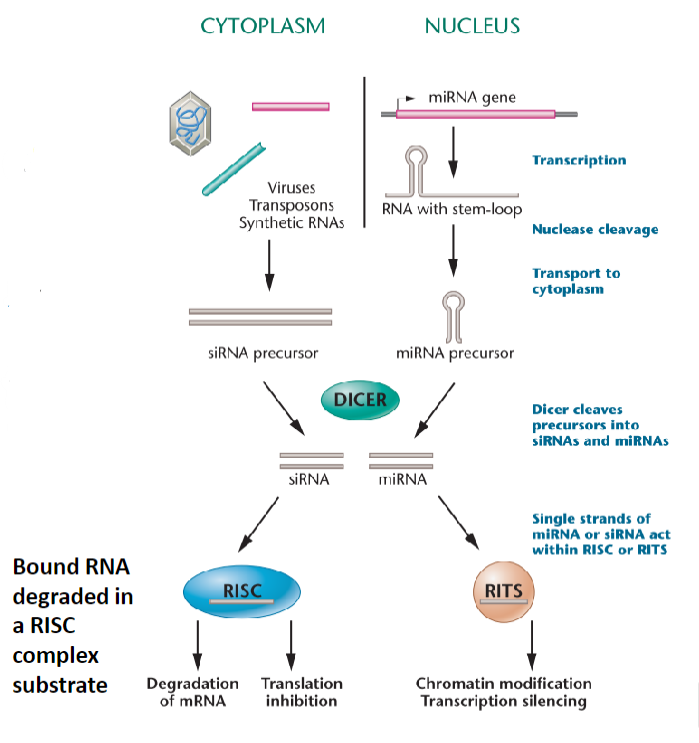 CYTOPLASM
NUCLEUS
miRNA gene
Transcription
Viruses
Transposons
Synthetic RNAs
RNA with stem-loop
Nuclease cleavage
Transport to
cytoplasm
siRNA precursor
miRNA precursor
DICER
Dicer cleaves
precursors into
siRNAs and miRNAs
siRNA
miRNA
Single strands of
miRNA or siRNA act
within RISC or RITS
Bound RNA
degraded in
a RISC
complex
substrate
RISC
RITS
Degradation
of mRNA
Translation
inhibition
Chromatin modification
Transcription silencing